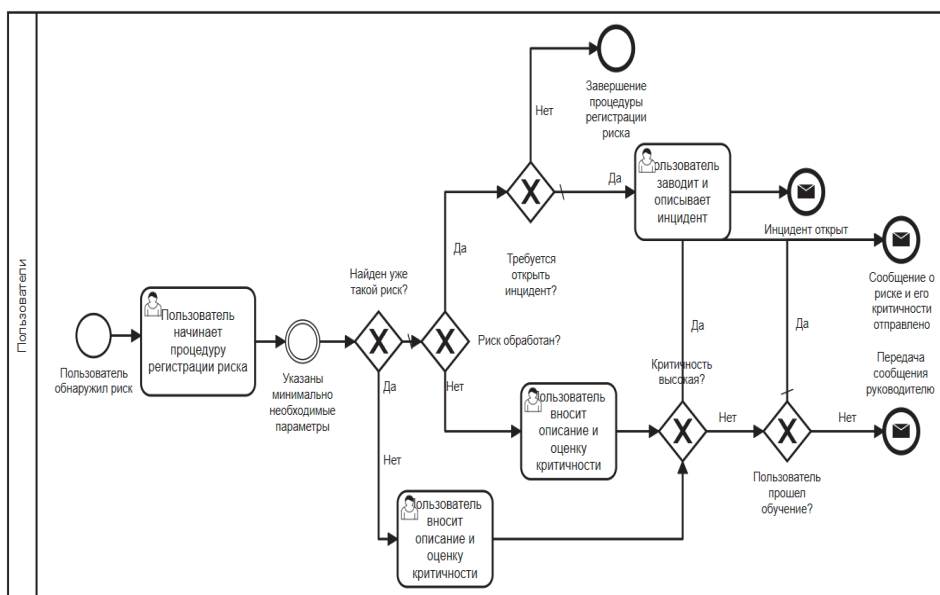 Пользователи
Пользователь
обнаружил риск
Пользователь
начинает
процедуру
регистрации риска
Указаны
минимально
необходимые
параметры
Найден уже
такой риск?
Да
Нет
Риск обработан?
Да
Нет
Требуется
открыть
инцидент?
Нет
Завершение
процедуры
регистрации
риска
Да
ользователь
заводит и
описывает
инцидент
Инцидент открыт
ользователь
вносит
описание и
оценку
критичности
ользователь
вносит
описание и
оценку
критичности
Критичность
высокая?
Да
Нет
Пользователь
прошел
обучение?
Да
Нет
Сообщение о
риске и его
критичности
отправлено
Передача
сообщения
руководителю